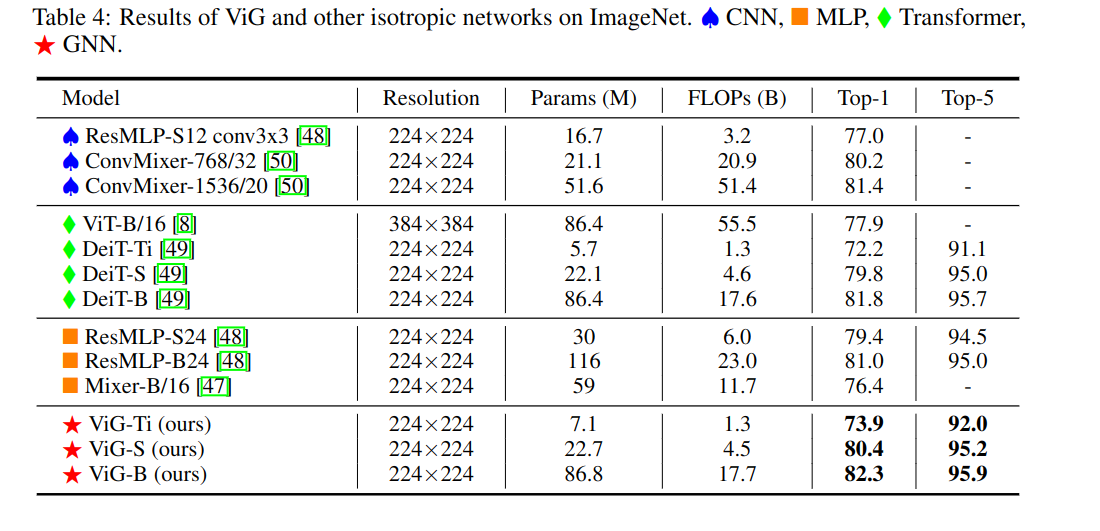 Table 4: Results of ViG and other isotropic networks on ImageNet. ♠ CNN, ■ MLP, ♦ Transformer,
★ GNN.
Model Resolution Params (M) FLOPs (B) Top-1 Top-5
♠ ResMLP-S12 conv3x3 [48] 224×224 16.7 3.2 77.0 -
♠ ConvMixer-768/32 [50] 224×224 21.1 20.9 80.2 -
♠ ConvMixer-1536/20 [50] 224×224 51.6 51.4 81.4 -
♦ ViT-B/16 [8] 384×384 86.4 55.5 77.9 -
♦ DeiT-Ti [49] 224×224 5.7 1.3 72.2 91.1
♦ DeiT-S [49] 224×224 22.1 4.6 79.8 95.0
♦ DeiT-B [49] 224×224 86.4 17.6 81.8 95.7
■ ResMLP-S24 [48] 224×224 30 6.0 79.4 94.5
■ ResMLP-B24 [48] 224×224 116 23.0 81.0 95.0
■ Mixer-B/16 [47] 224×224 59 11.7 76.4 -
★ ViG-Ti (ours) 224×224 7.1 1.3 73.9 92.0
★ ViG-S (ours) 224×224 22.7 4.5 80.4 95.2
★ ViG-B (ours) 224×224 86.8 17.7 82.3 95.9